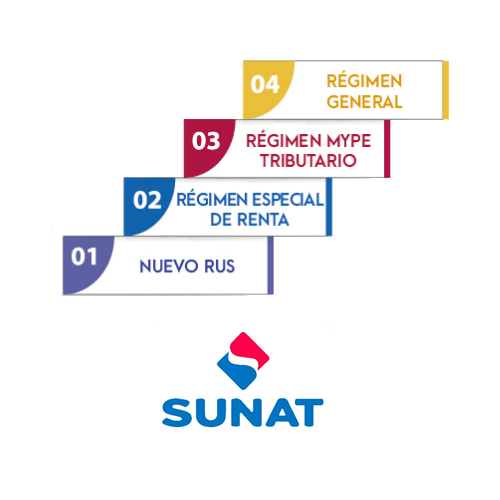 04
RÉGIMEN
GENERAL
03
RÉGIMEN MYPE
TRIBUTARIO
02
RÉGIMEN ESPECIAL
DE RENTA
01
NUEVO RUS
SUNAT